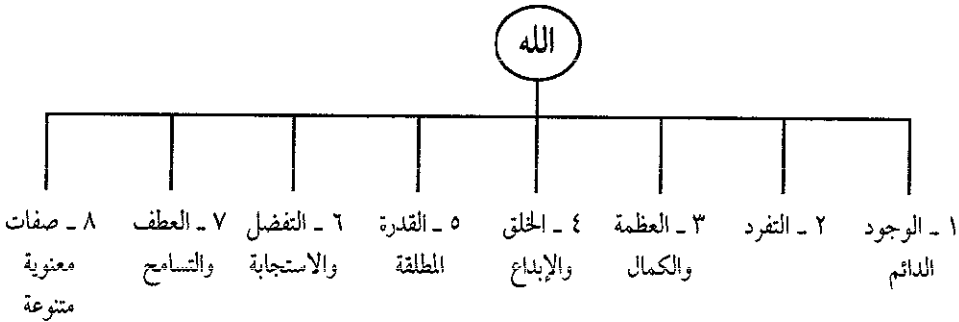 الله
١ ـ الوجود ٢ ـ التفرد ٣ ـ العظمة ٤ ـ الخلق ٥ ـ القدرة ٦ ـ التفضل ٧ ـ العطف ٨ ـ صفات
الدائم والكمال والإبداع المطلقة والاستجابة والتسامح معنوية
متنوعة